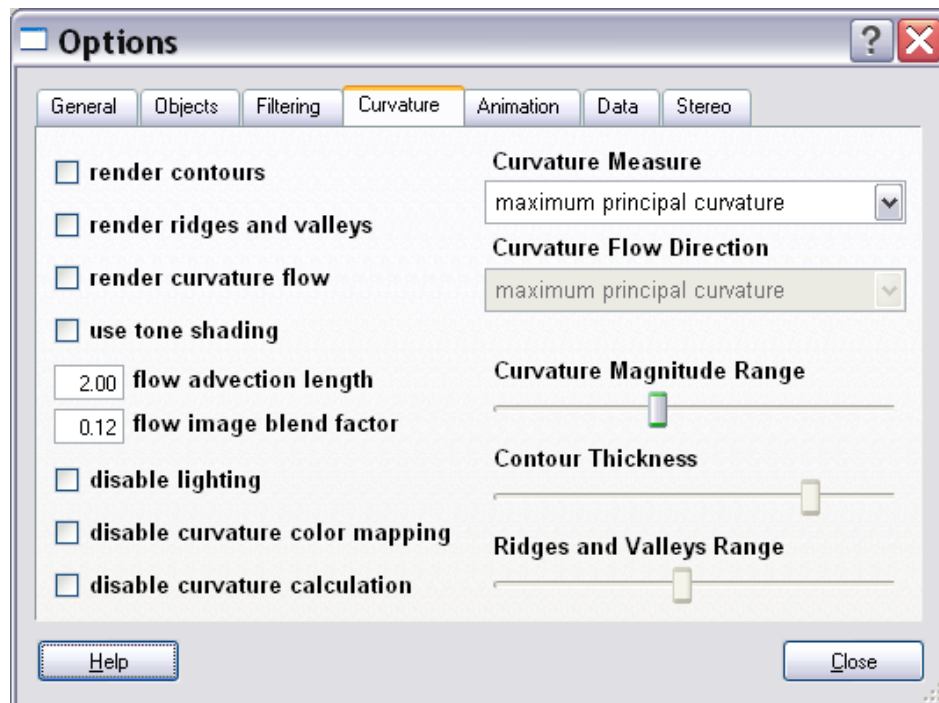 Options
General Objects Filtering Curvature Animation Data Stereo
render contours
render ridges and valleys
render curvature flow
use tone shading
2.00 flow advection length
0.12 flow image blend factor
disable lighting
disable curvature color mapping
disable curvature calculation
Curvature Measure
maximum principal curvature
Curvature Flow Direction
maximum principal curvature
Curvature Magnitude Range
Contour Thickness
Ridges and Valleys Range
Help
Close